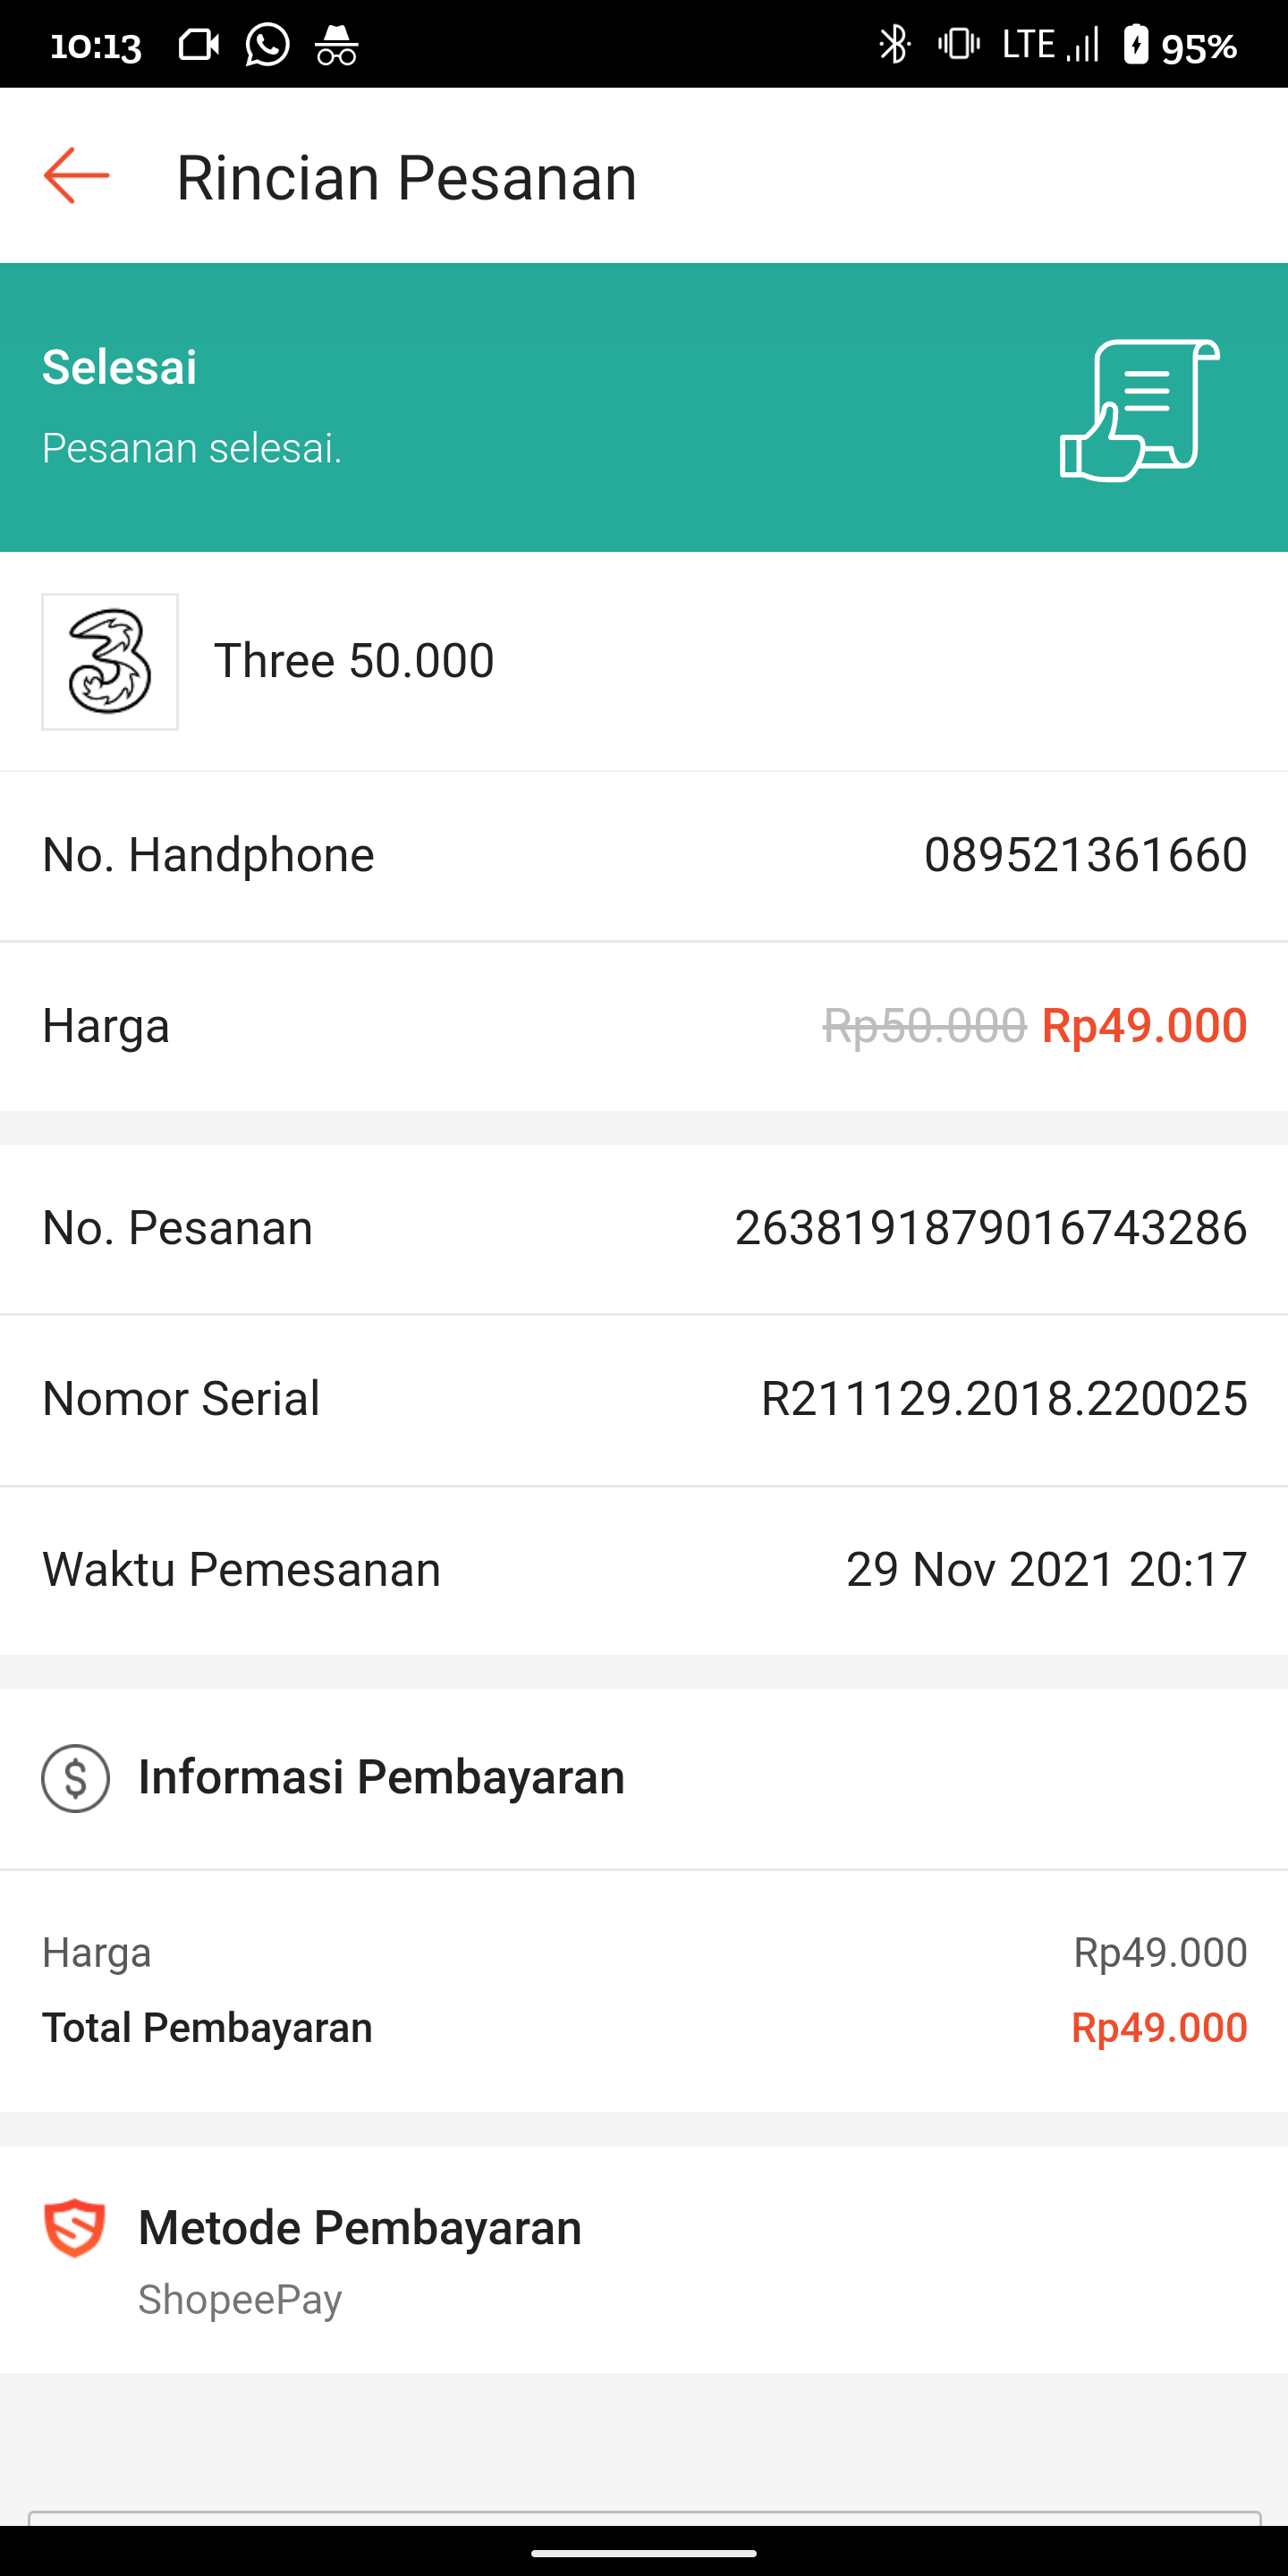 10:13 LTE 95%
Rincian Pesanan
Selesai
Pesanan selesai.
Three 50.000
No. Handphone 089521361660
Harga Rp50.000 Rp49.000
No. Pesanan 2638191879016743286
Nomor Serial R211129.2018.220025
Waktu Pemesanan 29 Nov 2021 20:17
$ Informasi Pembayaran
Harga Rp49.000
Total Pembayaran Rp49.000
Metode Pembayaran
ShopeePay